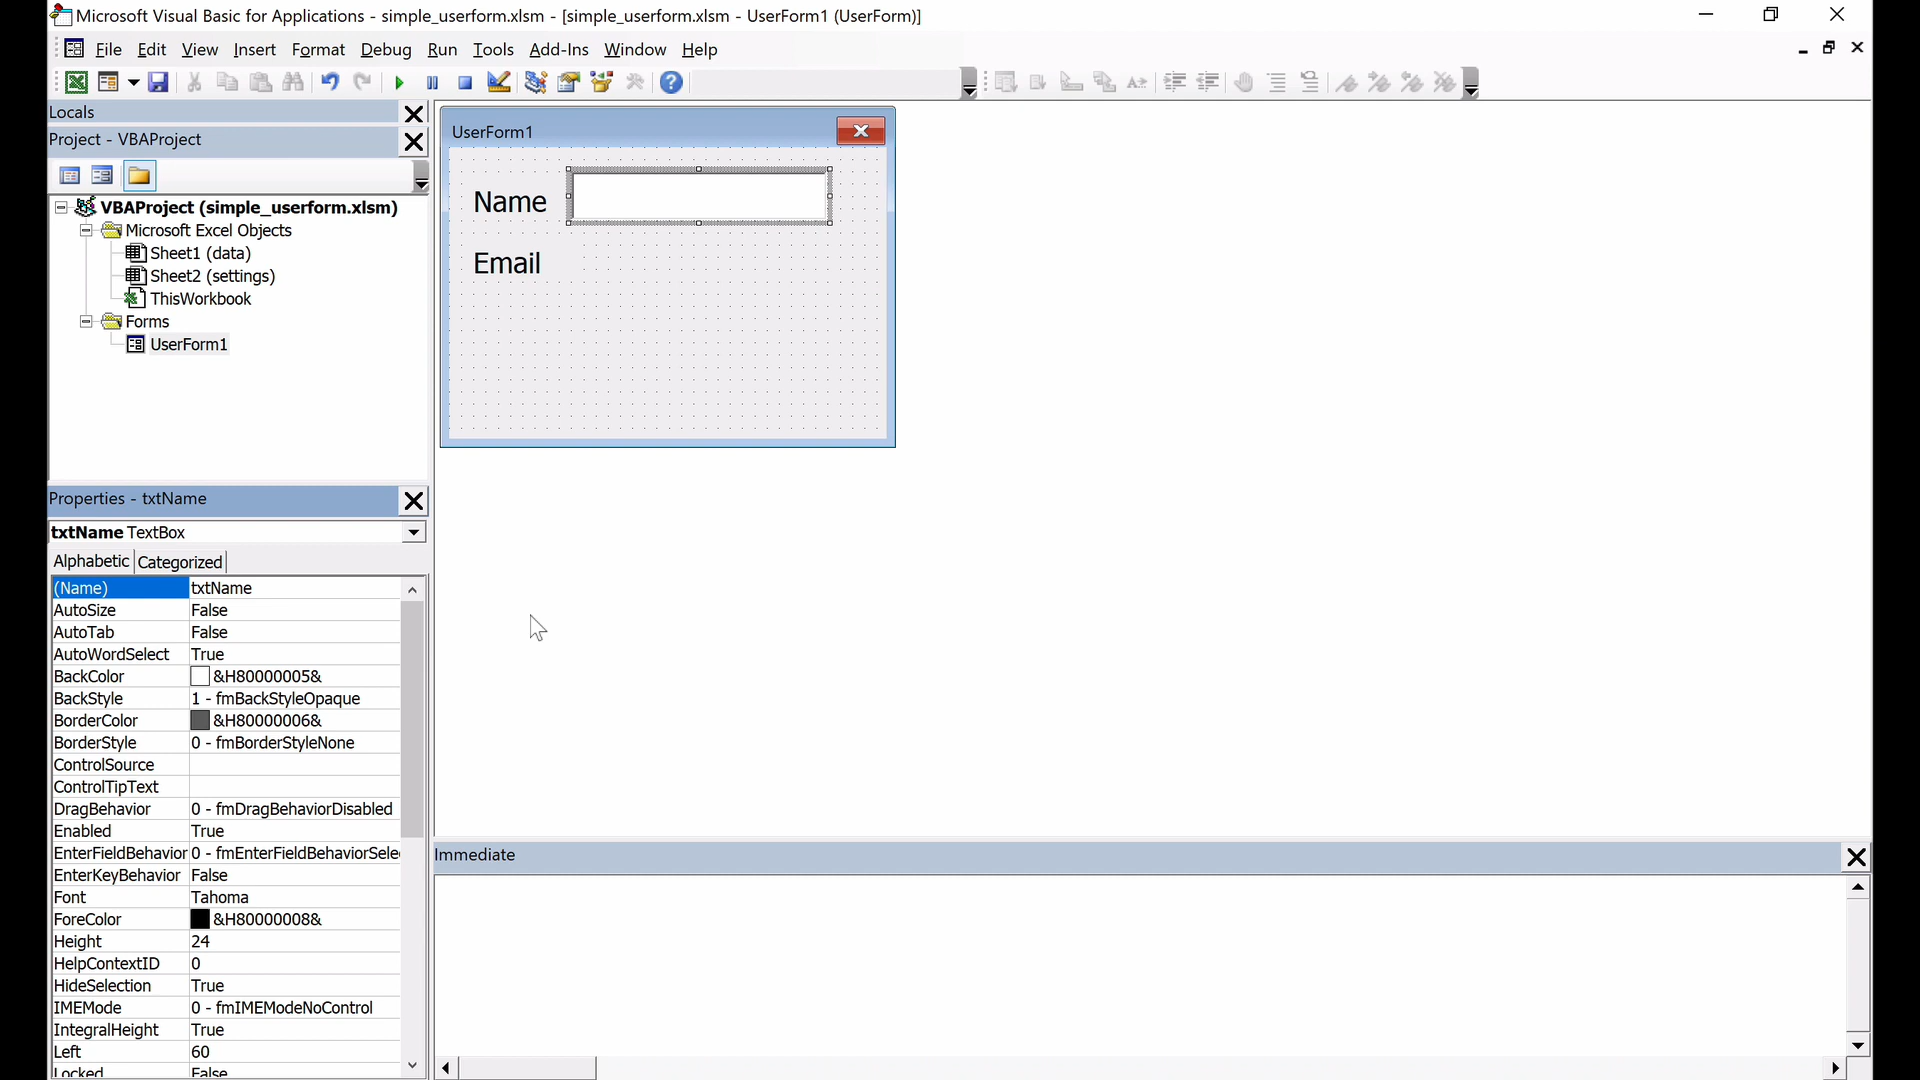 Microsoft Visual Basic for Applications - simple_userform.xlsm - [simple_userform.xlsm - UserForm1 (UserForm)]
File Edit View Insert Format Debug Run Tools Add-Ins Window Help
Locals
Project - VBAProject
VBAProject (simple_userform.xlsm)
Microsoft Excel Objects
Sheet1 (data)
Sheet2 (settings)
ThisWorkbook
Forms
UserForm1
UserForm1
Name
Email
Properties - txtName
txtName TextBox
Alphabetic Categorized
(Name) txtName
AutoSize False
AutoTab False
AutoWordSelect True
BackColor &H80000005&
BackStyle 1 - fmBackStyleOpaque
BorderColor &H80000006&
BorderStyle 0 - fmBorderStyleNone
ControlSource
ControlTipText
DragBehavior 0 - fmDragBehaviorDisabled
Enabled True
EnterFieldBehavior 0 - fmEnterFieldBehaviorSele
EnterKeyBehavior False
Font Tahoma
ForeColor &H80000008&
Height 24
HelpContextID 0
HideSelection True
IMEMode 0 - fmIMEModeNoControl
IntegralHeight True
Left 60
Locked False
Immediate